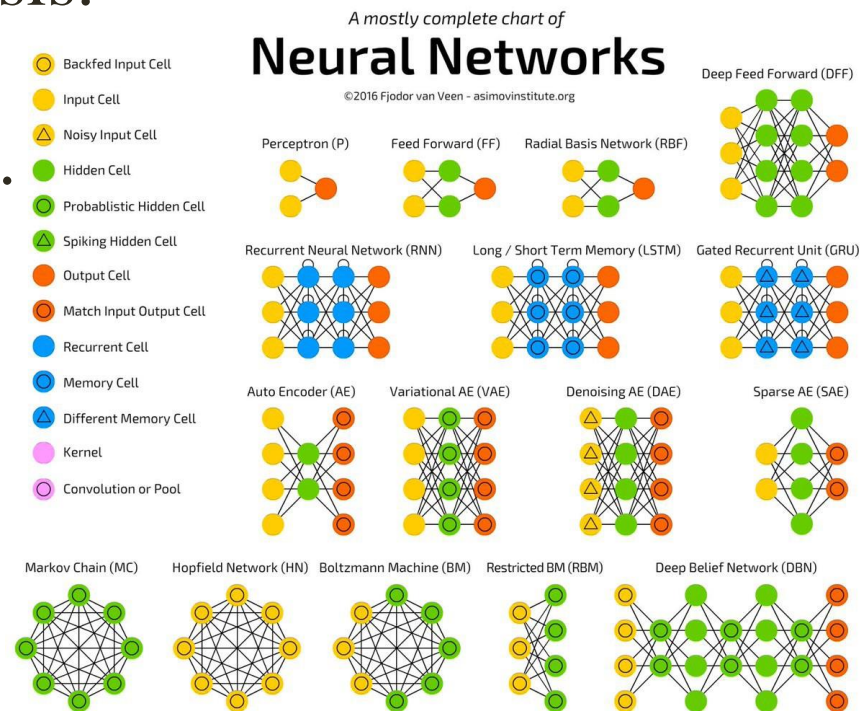 sis.
A mostly complete chart of
Neural Networks
©2016 Fjodor van Veen - asimovinstitute.org
Backfed Input Cell
Input Cell
Noisy Input Cell
Hidden Cell
Probablistic Hidden Cell
Spiking Hidden Cell
Output Cell
Match Input Output Cell
Recurrent Cell
Memory Cell
Different Memory Cell
Kernel
Convolution or Pool
Perceptron (P)
Feed Forward (FF)
Radial Basis Network (RBF)
Deep Feed Forward (DFF)
Recurrent Neural Network (RNN)
Long / Short Term Memory (LSTM)
Gated Recurrent Unit (GRU)
Auto Encoder (AE)
Variational AE (VAE)
Denoising AE (DAE)
Sparse AE (SAE)
Markov Chain (MC)
Hopfield Network (HN)
Boltzmann Machine (BM)
Restricted BM (RBM)
Deep Belief Network (DBN)